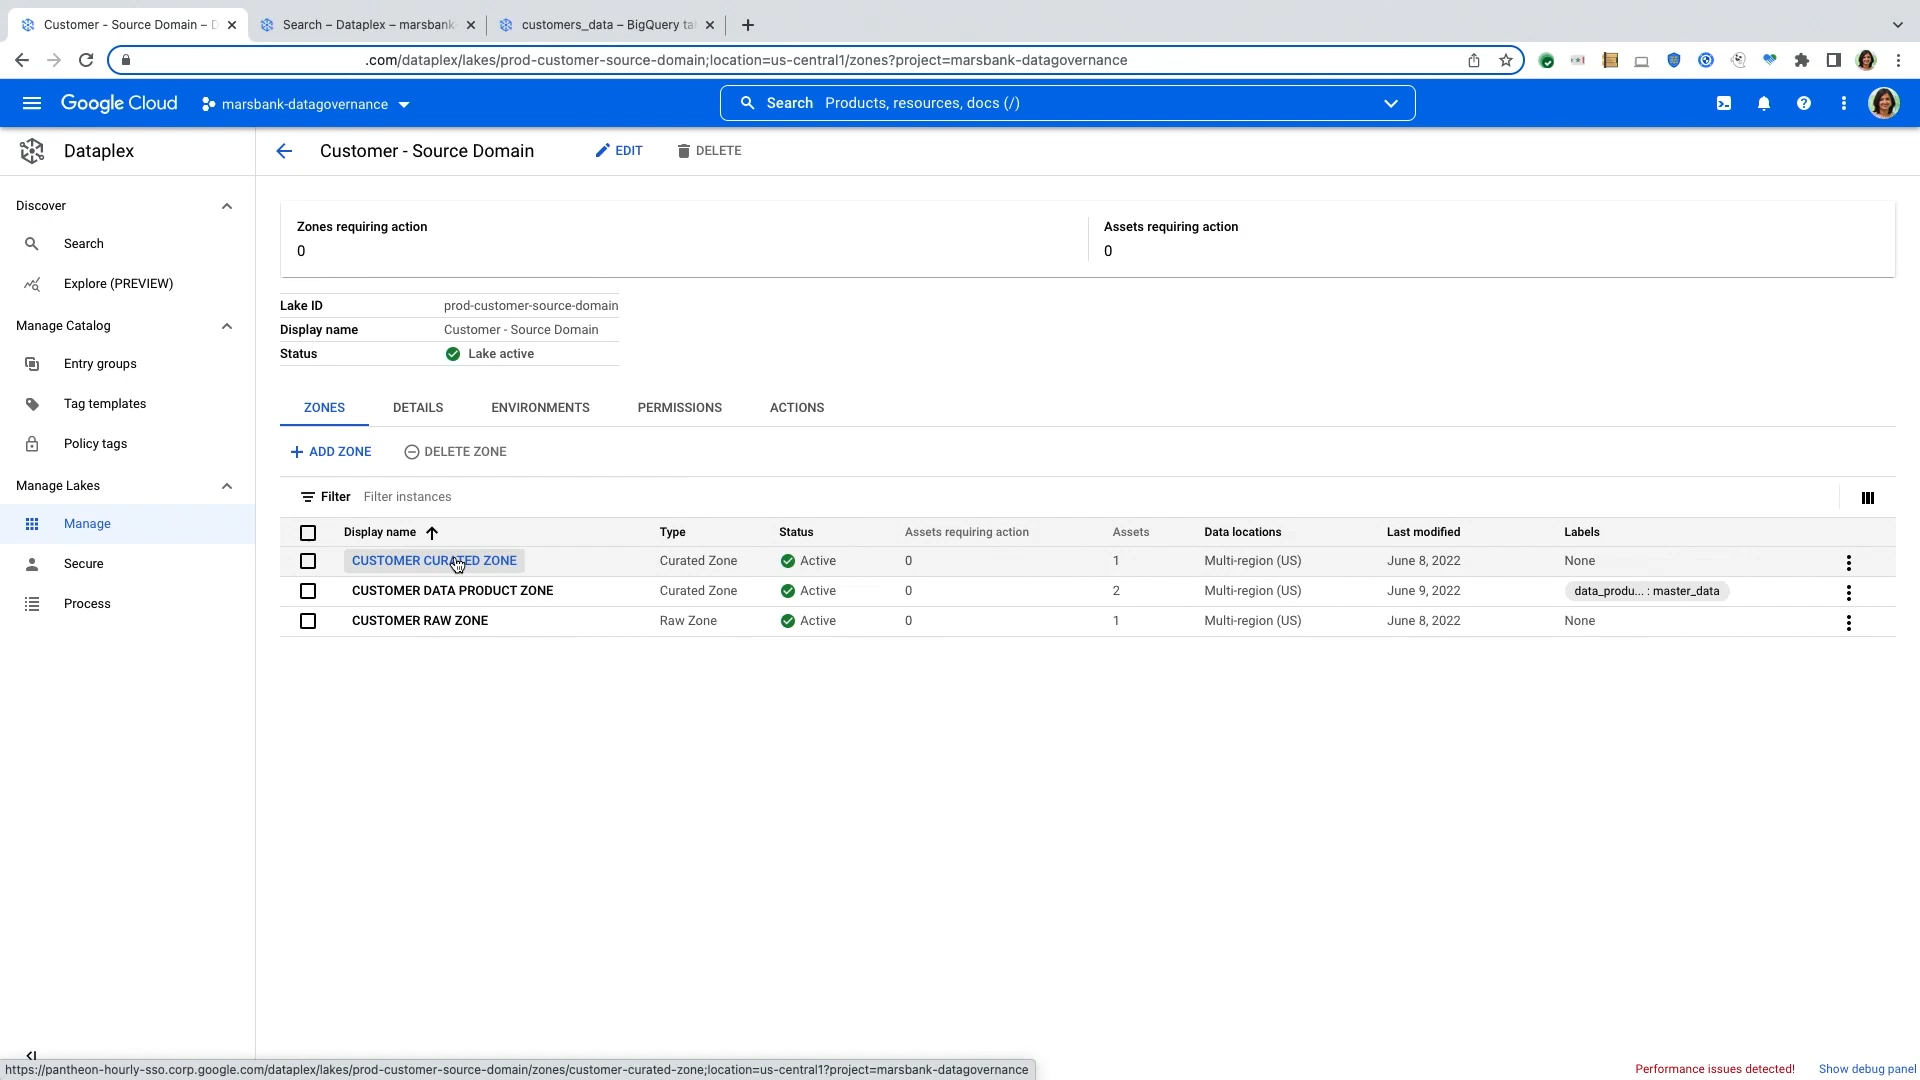 Customer - Source Domain – D
Search – Dataplex – marsbank
customers_data – BigQuery ta
.com/dataplex/lakes/prod-customer-source-domain;location=us-central1/zones?project=marsbank-datagovernance
Google Cloud
marsbank-datagovernance
Search Products, resources, docs (/)
Dataplex
Customer - Source Domain
EDIT
DELETE
Discover
Search
Explore (PREVIEW)
Manage Catalog
Entry groups
Tag templates
Policy tags
Manage Lakes
Manage
Secure
Process
Zones requiring action
0
Assets requiring action
0
Lake ID prod-customer-source-domain
Display name Customer - Source Domain
Status Lake active
ZONES DETAILS ENVIRONMENTS PERMISSIONS ACTIONS
ADD ZONE DELETE ZONE
Filter Filter instances
Display name Type Status Assets requiring action Assets Data locations Last modified Labels
CUSTOMER CURATED ZONE Curated Zone Active 0 1 Multi-region (US) June 8, 2022 None
CUSTOMER DATA PRODUCT ZONE Curated Zone Active 0 2 Multi-region (US) June 9, 2022 data_produ... : master_data
CUSTOMER RAW ZONE Raw Zone Active 0 1 Multi-region (US) June 8, 2022 None
https://pantheon-hourly-sso.corp.google.com/dataplex/lakes/prod-customer-source-domain/zones/customer-curated-zone;location=us-central1?project=marsbank-datagovernance
Performance issues detected! Show debug panel